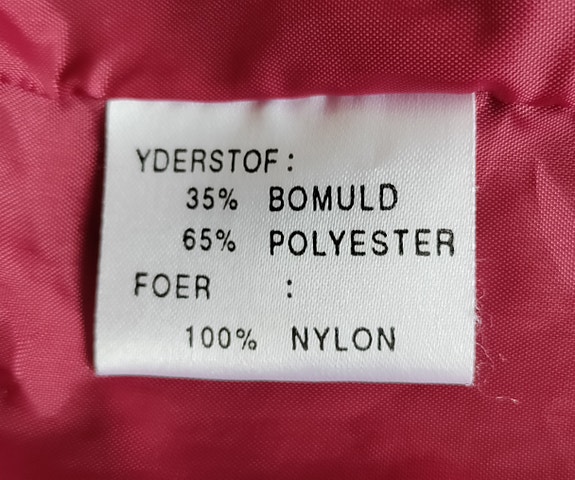 YDERSTOF:
35% BOMULD
65% POLYESTER
FOER :
100% NYLON